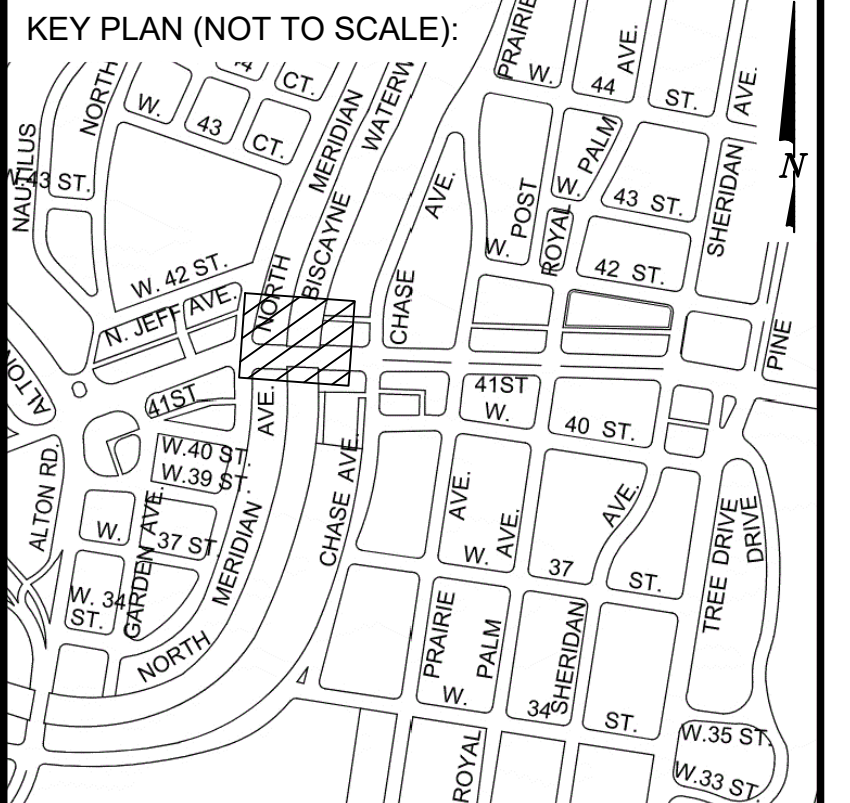 KEY PLAN (NOT TO SCALE):
PRAIRIE
W.
44
AVE.
ST.
AVE.
N
CT.
NORTH
W.
43
CT.
MERIDIAN
BISCAYNE
NAUTILUS
W.43 ST.
W. 42 ST.
N. JEFF AVE.
NORTH
AVE.
CHASE
W.
POST
W.
PALM
ROYAL
43 ST.
42 ST.
SHERIDAN
PINE
ALTON
41ST
AVE.
41ST
W.
40 ST.
W.40 ST.
W.39 ST.
ALTON RD.
W.
GARDEN AVE.
37 ST.
MERIDIAN
CHASE AVE.
AVE.
W.
AVE.
37
AVE.
ST.
TREE DRIVE
DRIVE
W. 34
ST.
NORTH
PRAIRIE
W.
PALM
34
SHERIDAN
ST.
ROYAL
W.35 ST.
W.33 ST.